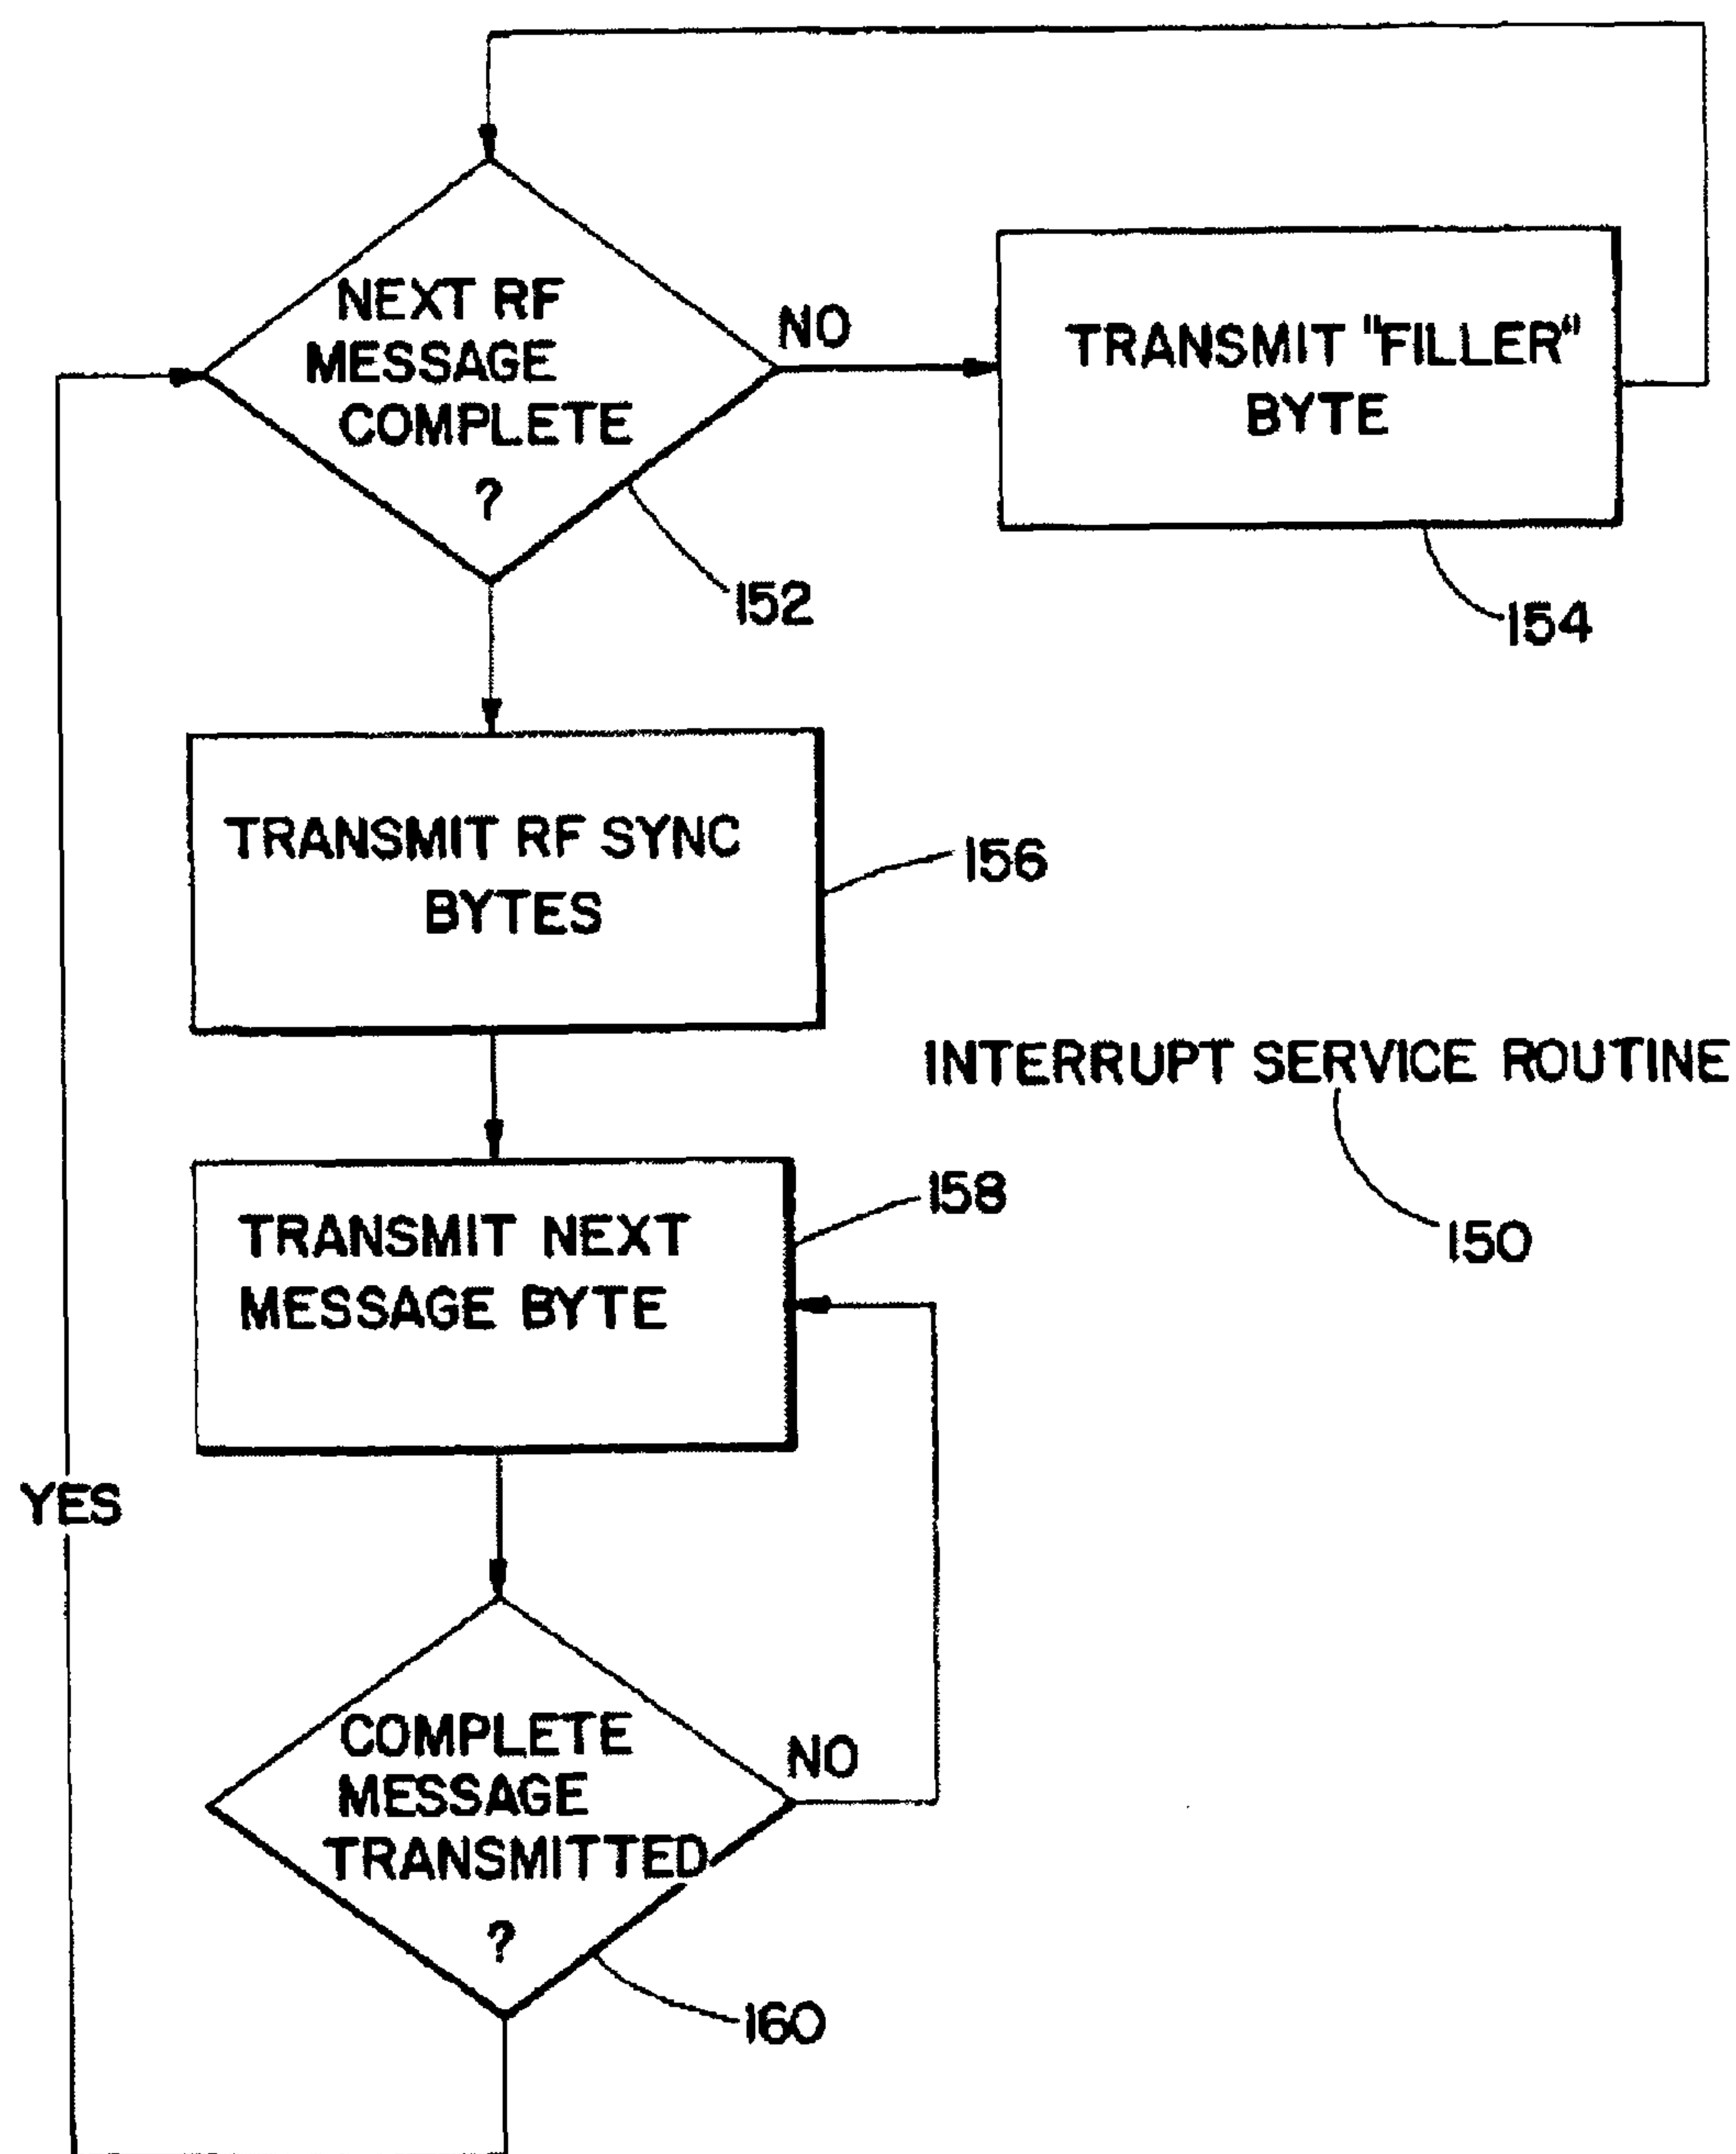 NEXT RF
MESSAGE
COMPLETE
?
NO
TRANSMIT "FILLER"
BYTE
152
154
TRANSMIT RF SYNC
BYTES
156
INTERRUPT SERVICE ROUTINE
150
TRANSMIT NEXT
MESSAGE BYTE
158
YES
COMPLETE
MESSAGE
TRANSMITTED
?
NO
160